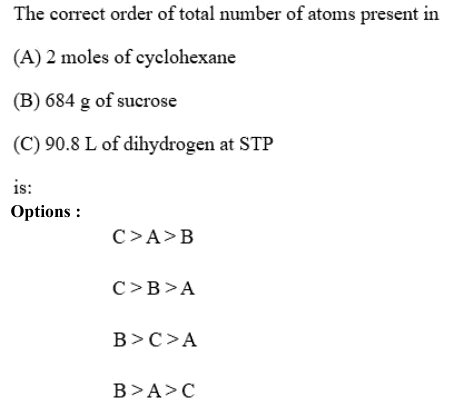 The correct order of total number of atoms present in
(A) 2 moles of cyclohexane
(B) 684 g of sucrose
(C) 90.8 L of dihydrogen at STP
is:
Options :
C > A > B
C > B > A
B > C > A
B > A > C